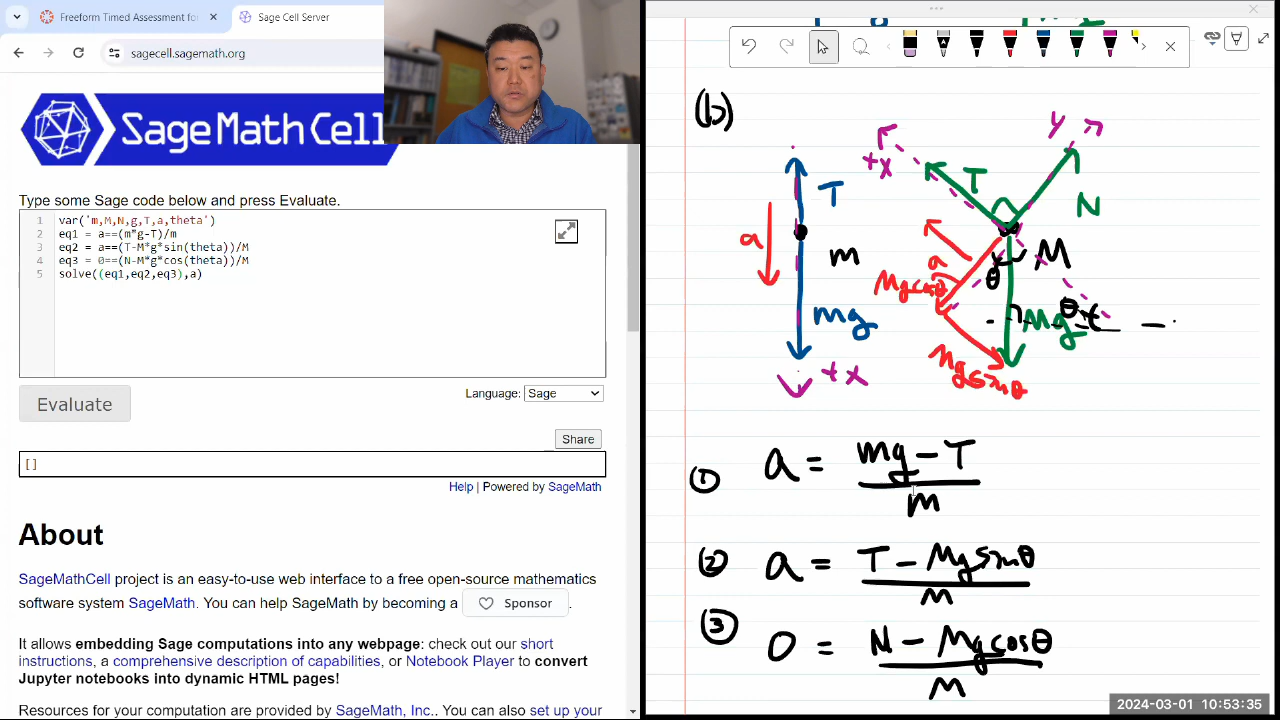 Freeform Timed Assessment for
Sage Cell Server
sagecell.sagemath.org
SageMathCell
Type some Sage code below and press Evaluate.
1 var('m,M,N,g,T,a,theta')
2 eq1 = a==(m*g-T)/m
3 eq2 = a==(T-M*g*sin(theta))/M
4 eq3 = a==(N-M*g*cos(theta))/M
5 solve((eq1,eq2,eq3),a)
Evaluate
Language: Sage
Share
[]
Help | Powered by SageMath
About
SageMathCell project is an easy-to-use web interface to a free open-source mathematics
software system SageMath. You can help SageMath by becoming a Sponsor .
It allows embedding Sage computations into any webpage: check out our short
instructions, a comprehensive description of capabilities, or Notebook Player to convert
Jupyter notebooks into dynamic HTML pages!
Resources for your computation are provided by SageMath, Inc.. You can also set up your
(b)
T
a
m
mg
+x
+x
y
T
N
a
M
θ
Mgcosθ
Mg
Mgsinθ
① a = mg - T
m
② a = T - Mgsinθ
M
③ 0 = N - Mgcosθ
M
2024-03-01 10:53:35